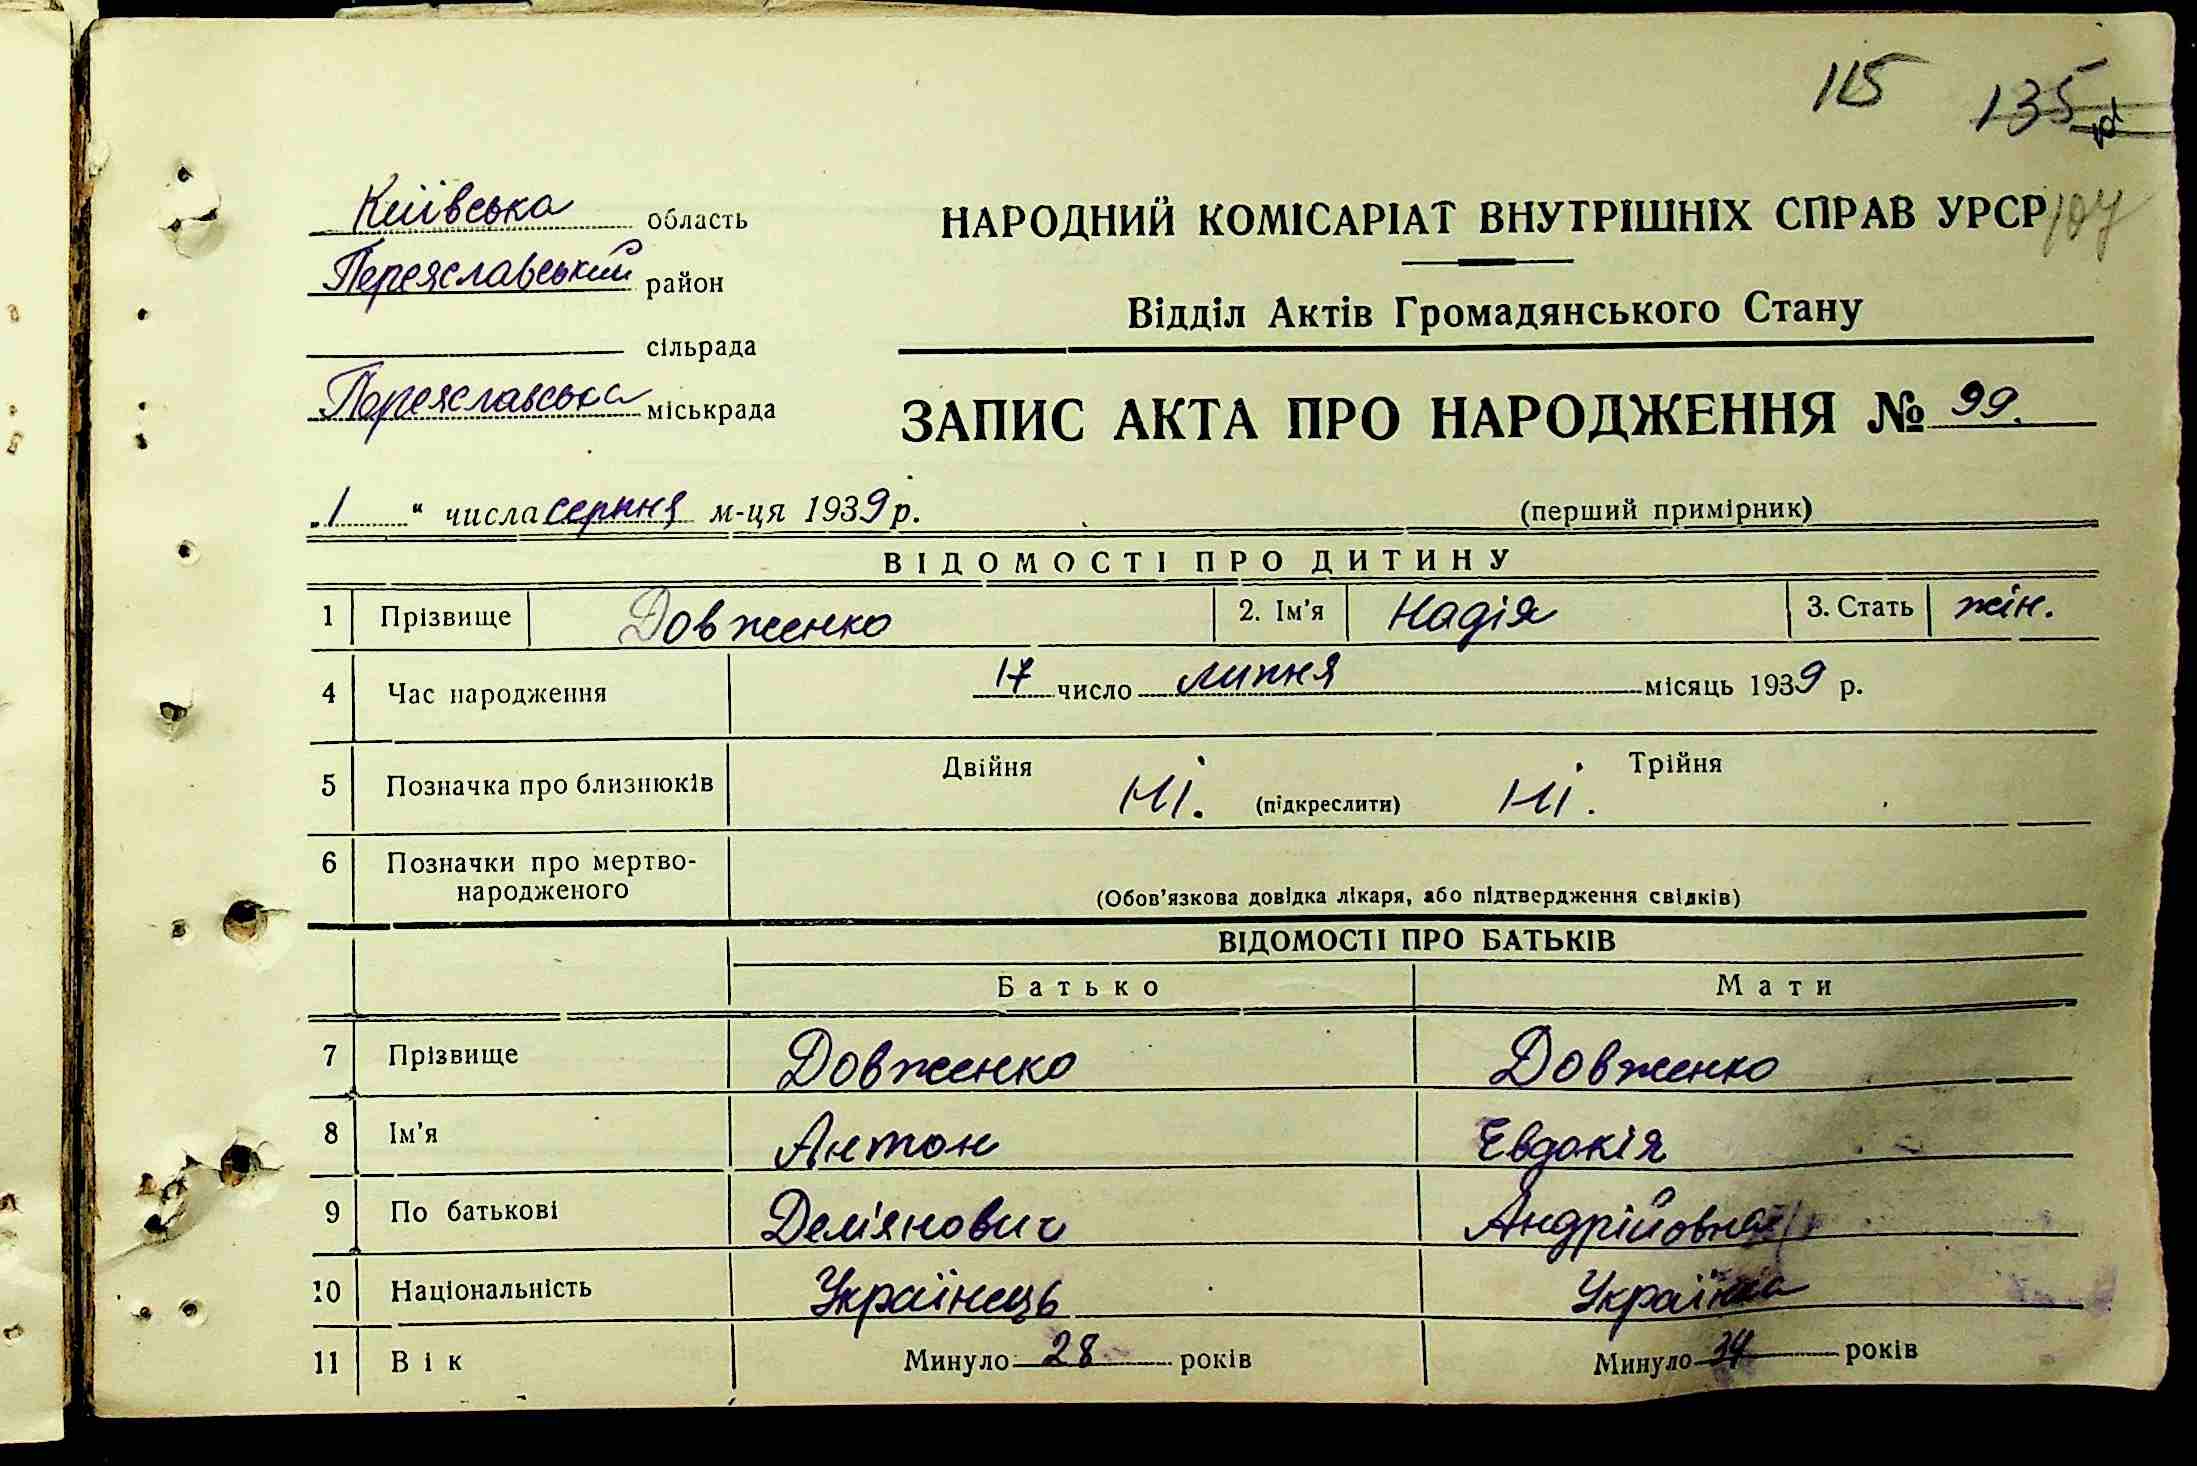 115 135
Київська область
НАРОДНИЙ КОМІСАРІАТ ВНУТРІШНІХ СПРАВ УРСР 107
Переяславський район
Відділ Актів Громадянського Стану
сільрада
Переяславська міськрада
ЗАПИС АКТА ПРО НАРОДЖЕННЯ № 99.
„1“ числа серпня м-ця 1939 р. (перший примірник)
ВІДОМОСТІ ПРО ДИТИНУ
1 Прізвище Довженко 2. Ім'я Надія 3. Стать жін.
4 Час народження 17 число липня місяць 1939 р.
5 Позначка про близнюків Двійня Ні. (підкреслити) Ні. Трійня
6 Позначки про мертво-
народженого (Обов'язкова довідка лікаря, або підтвердження свідків)
ВІДОМОСТІ ПРО БАТЬКІВ
Батько Мати
7 Прізвище Довженко Довженко
8 Ім'я Антон Евдокія
9 По батькові Дем'янович Андрійовна
10 Національність Українець Українка
11 Вік Минуло 28 років Минуло 34 років